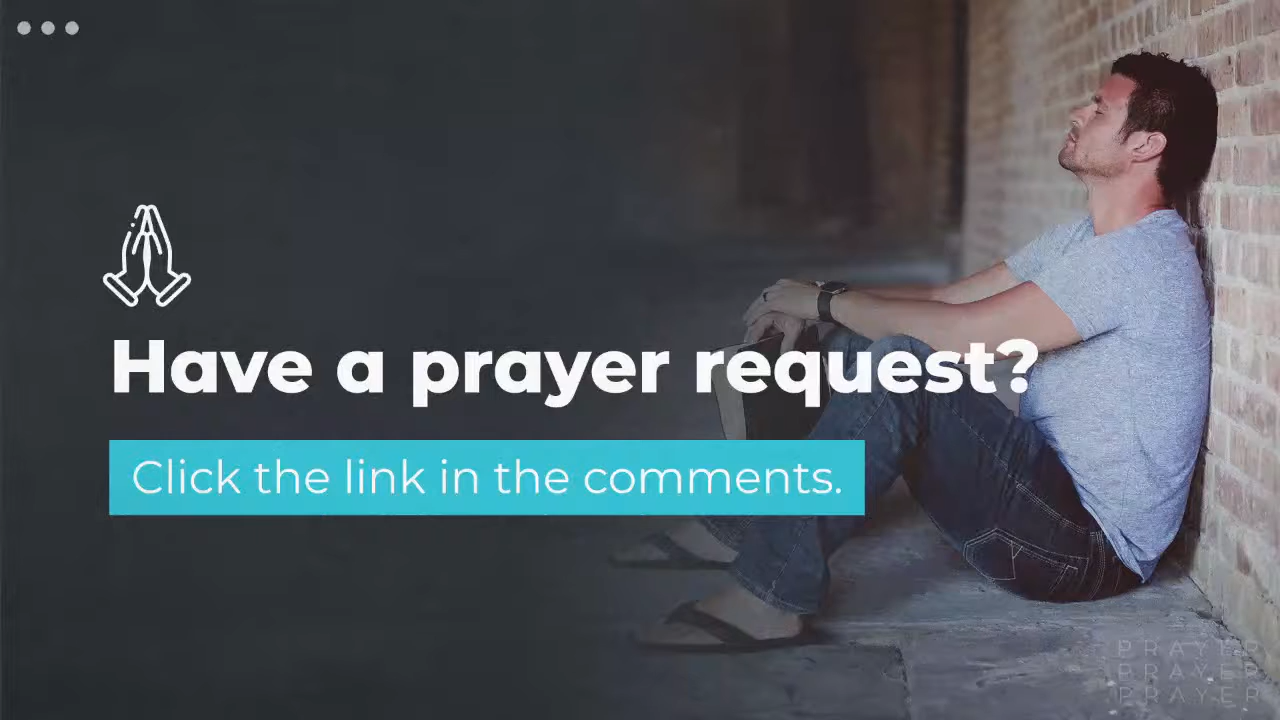 Have a prayer request?
Click the link in the comments.
PRAYER
PRAYER
PRAYER